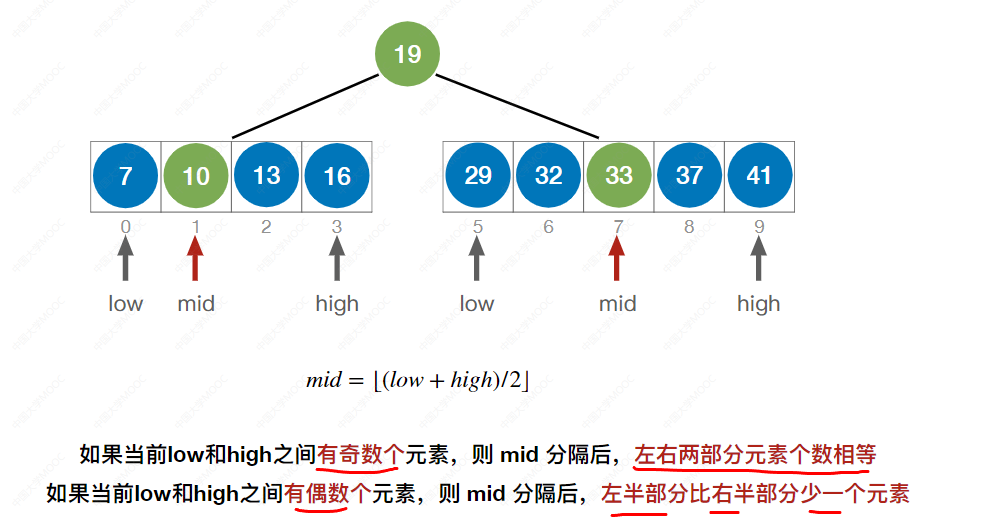 19
7 10 13 16 29 32 33 37 41
0 1 2 3 5 6 7 8 9
low mid high low mid high
mid = ⌊(low + high)/2⌋
如果当前low和high之间有奇数个元素，则 mid 分隔后，左右两部分元素个数相等
如果当前low和high之间有偶数个元素，则 mid 分隔后，左半部分比右半部分少一个元素